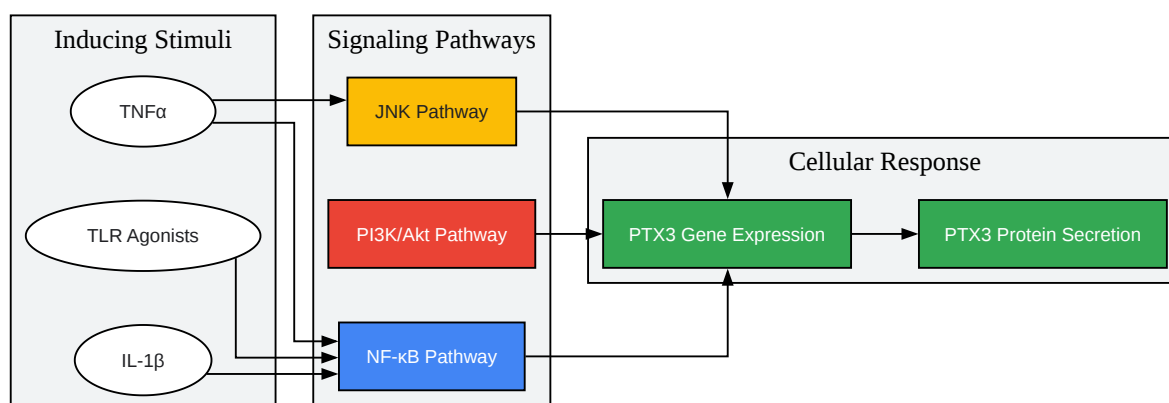 Inducing Stimuli
TNFα
TLR Agonists
IL-1β
Signaling Pathways
JNK Pathway
PI3K/Akt Pathway
NF-κB Pathway
Cellular Response
PTX3 Gene Expression
PTX3 Protein Secretion